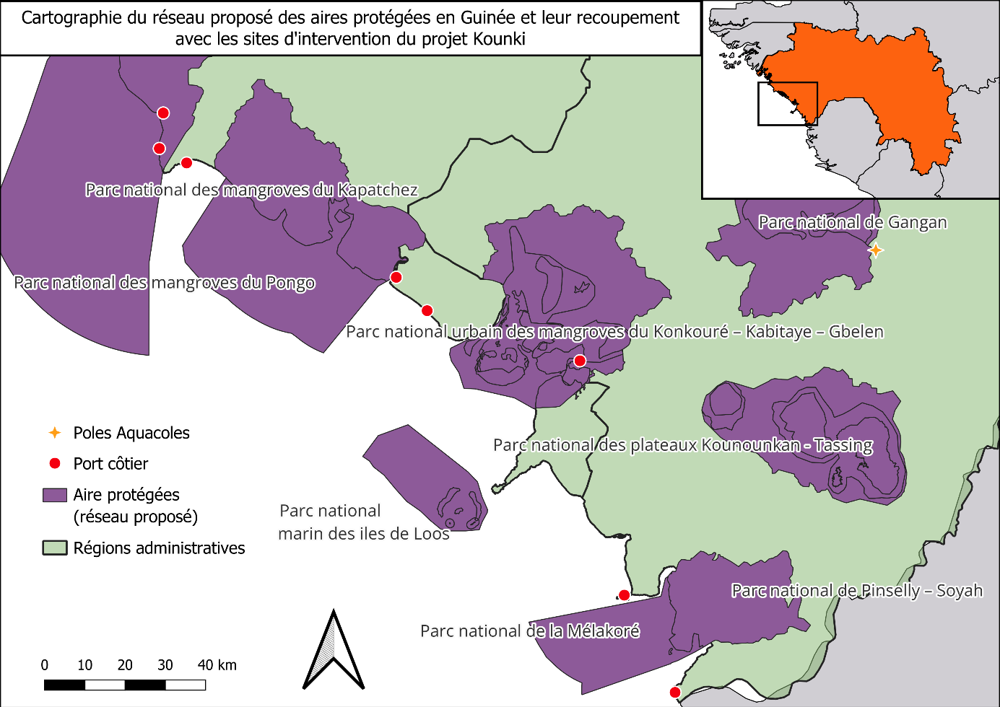 Cartographie du réseau proposé des aires protégées en Guinée et leur recoupement
avec les sites d'intervention du projet Kounki
Parc national des mangroves du Kapatchez
Parc national de Gangan
Parc national des mangroves du Pongo
Parc national urbain des mangroves du Konkouré – Kabitaye – Gbelen
Poles Aquacoles
Parc national des plateaux Kounounkan - Tassing
Port côtier
Aire protégées
(réseau proposé)
Parc national
marin des iles de Loos
Régions administratives
Parc national de Pinselly – Soyah
Parc national de la Mélakoré
0 10 20 30 40 km